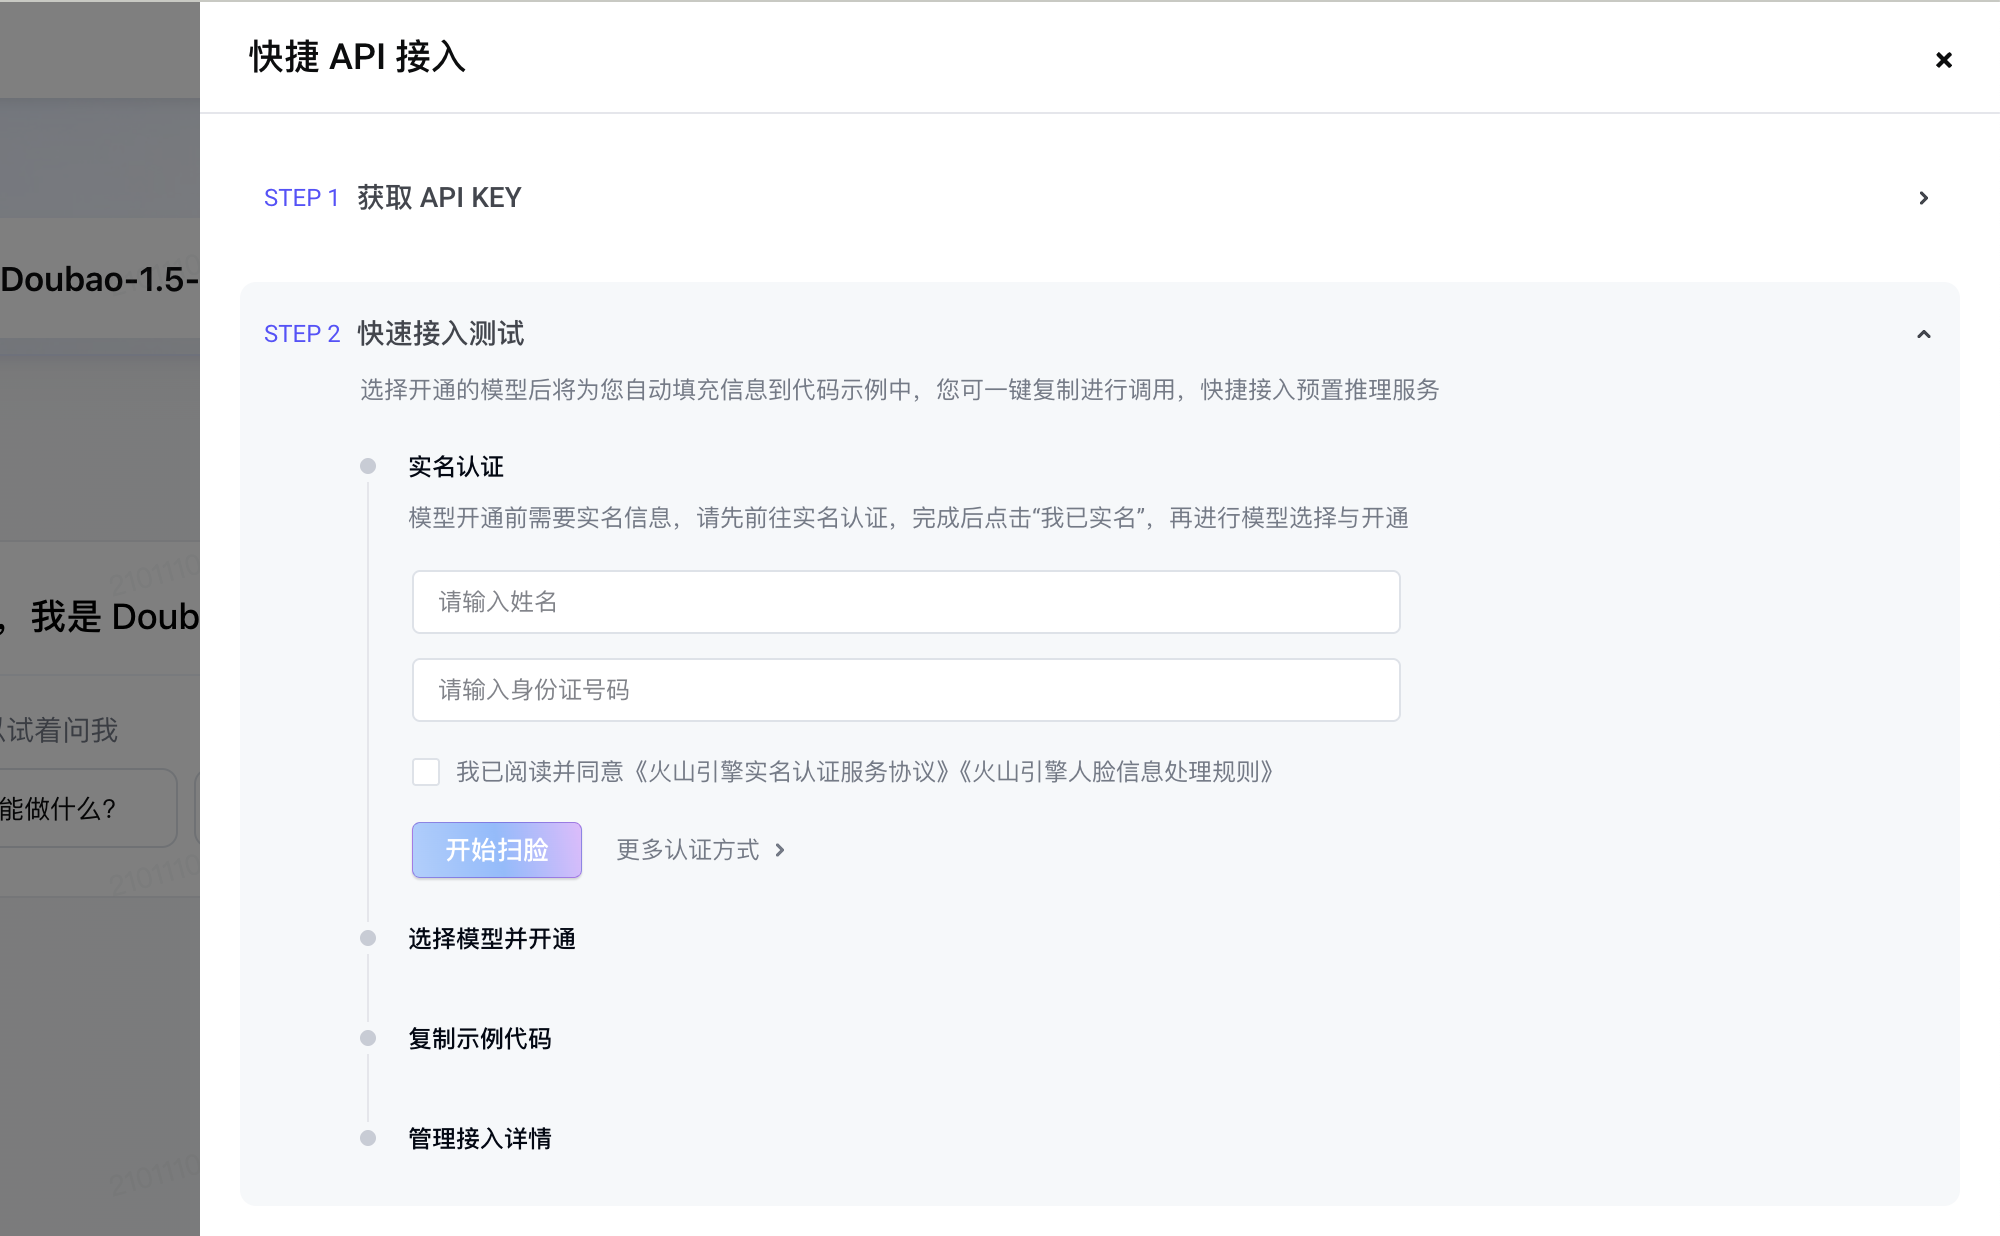 快捷 API 接入
STEP 1 获取 API KEY
Doubao-1.5-
STEP 2 快速接入测试
选择开通的模型后将为您自动填充信息到代码示例中，您可一键复制进行调用，快捷接入预置推理服务
实名认证
模型开通前需要实名信息，请先前往实名认证，完成后点击“我已实名”，再进行模型选择与开通
请输入姓名
，我是 Doub
请输入身份证号码
试着问我
我已阅读并同意《火山引擎实名认证服务协议》《火山引擎人脸信息处理规则》
能做什么?
开始扫脸 更多认证方式
选择模型并开通
复制示例代码
管理接入详情